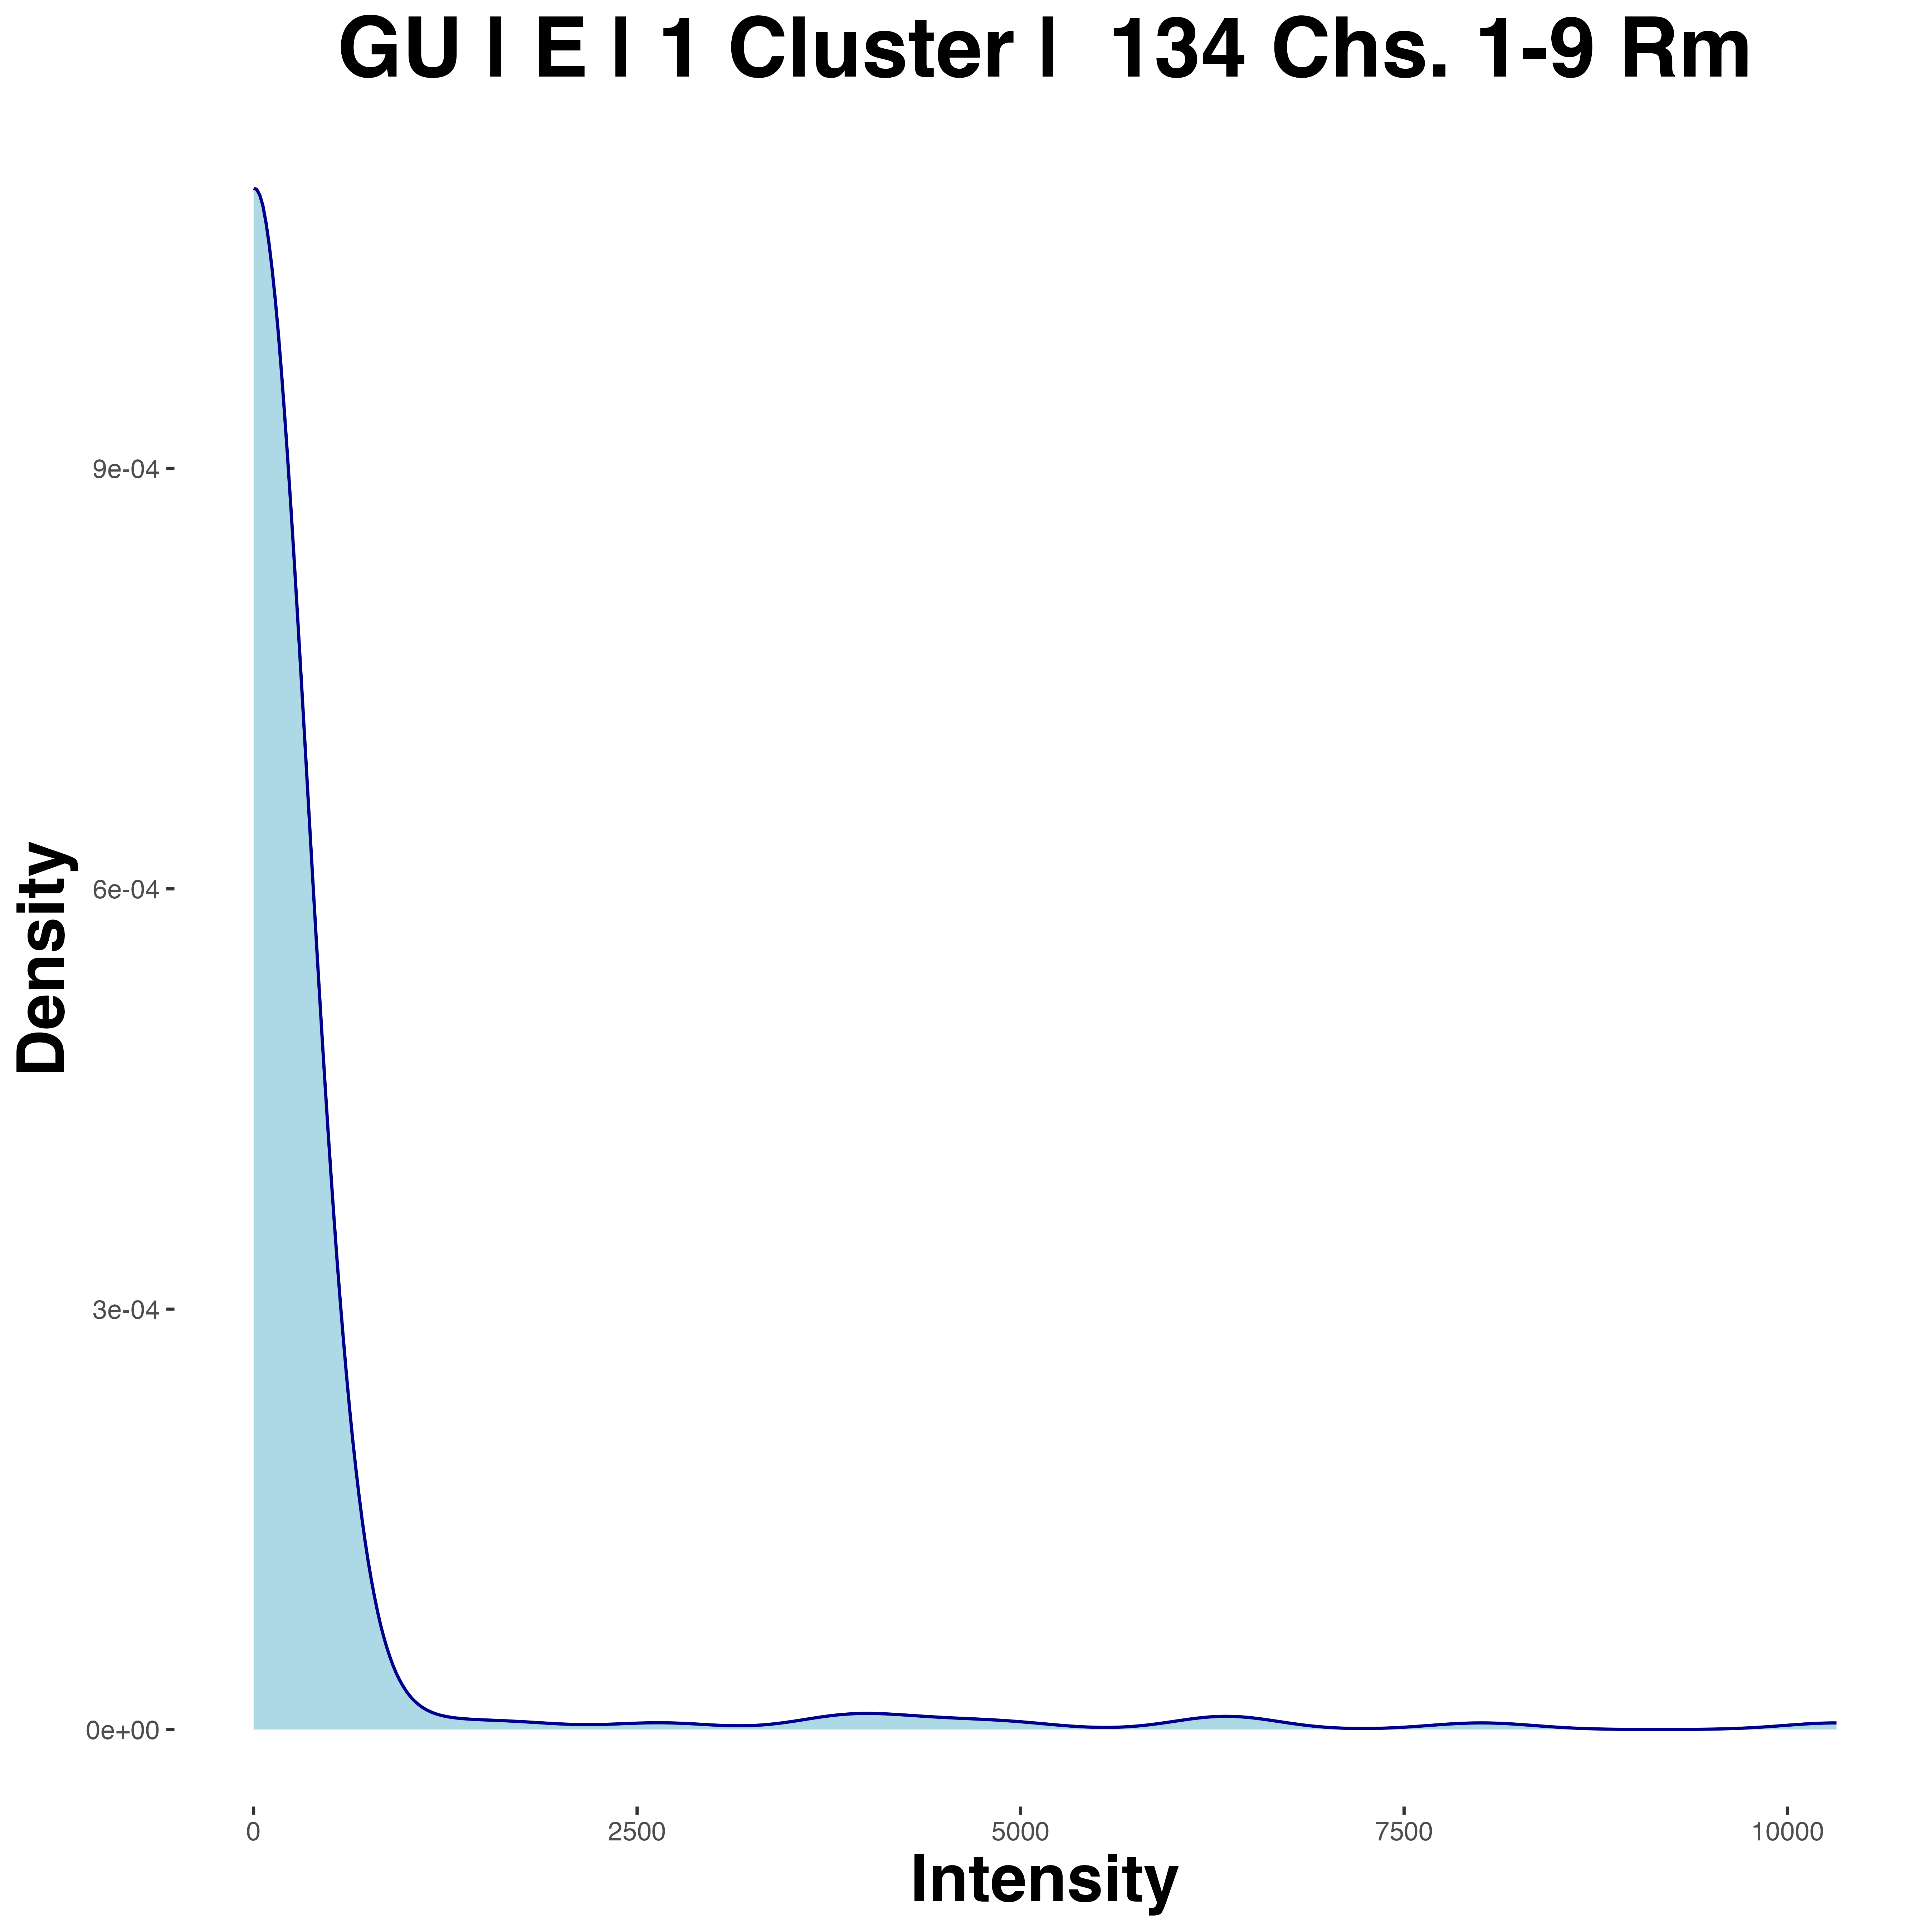 GU | E | 1 Cluster | 134 Chs. 1-9 Rm
9e-04
6e-04
3e-04
0e+00
Density
0 2500 5000 7500 10000
Intensity